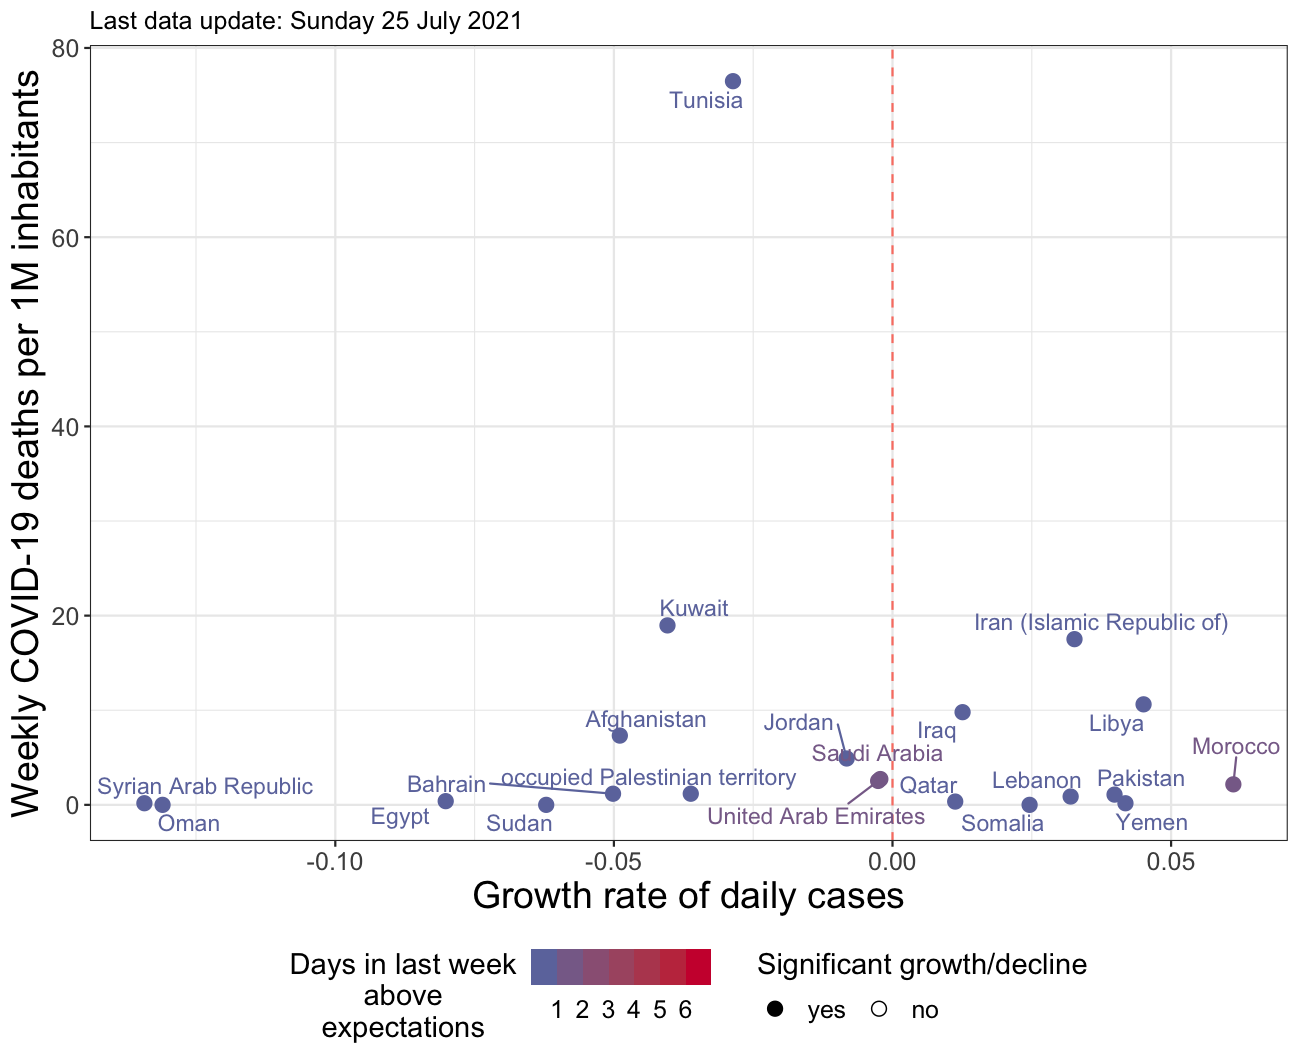 Last data update: Sunday 25 July 2021
Weekly COVID-19 deaths per 1M inhabitants
80
60
40
20
0
Tunisia
Kuwait
Iran (Islamic Republic of)
Afghanistan
Jordan
Iraq
Libya
Saudi Arabia
Morocco
Syrian Arab Republic
Bahrain
occupied Palestinian territory
Qatar
Lebanon
Pakistan
Oman
Egypt
Sudan
United Arab Emirates
Somalia
Yemen
-0.10 -0.05 0.00 0.05
Growth rate of daily cases
Days in last week
above
expectations
1 2 3 4 5 6
Significant growth/decline
yes no